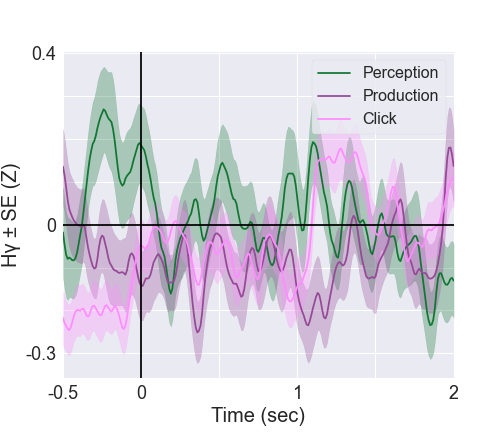 0.4
Perception
Production
Click
Hγ ± SE (Z)
0
-0.3
-0.5
0
1
2
Time (sec)